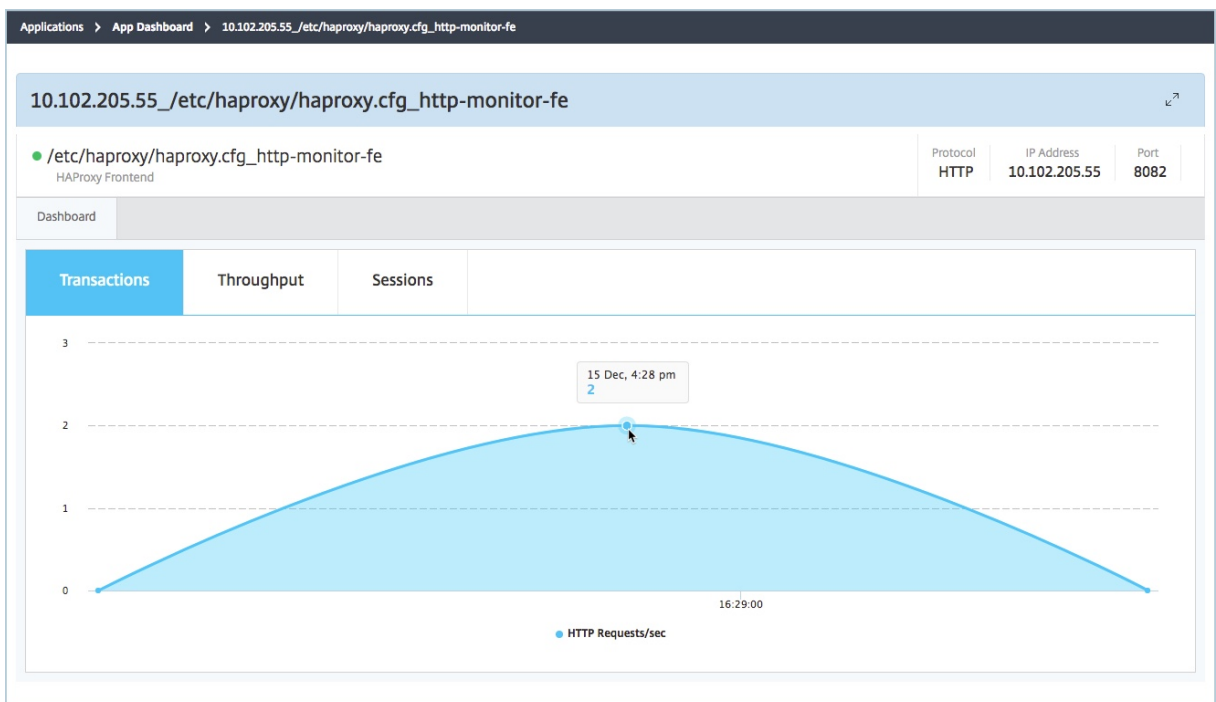 Applications > App Dashboard > 10.102.205.55_/etc/haproxy/haproxy.cfg_http-monitor-fe
10.102.205.55_/etc/haproxy/haproxy.cfg_http-monitor-fe
/etc/haproxy/haproxy.cfg_http-monitor-fe
HAProxy Frontend
Protocol IP Address Port
HTTP 10.102.205.55 8082
Dashboard
Transactions Throughput Sessions
3
15 Dec, 4:28 pm
2
2
1
0
16:29:00
HTTP Requests/sec